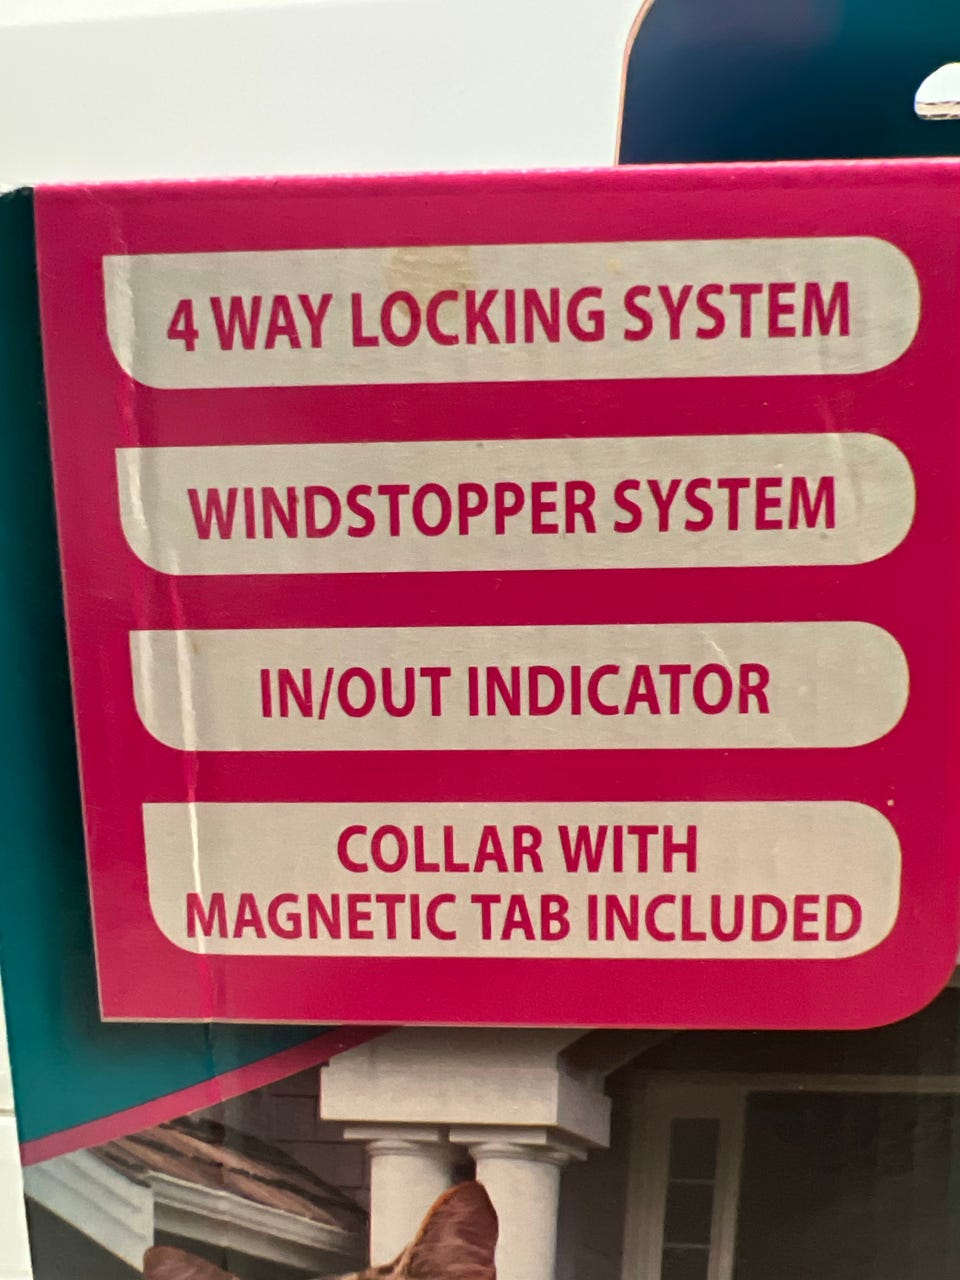 4 WAY LOCKING SYSTEM
WINDSTOPPER SYSTEM
IN/OUT INDICATOR
COLLAR WITH
MAGNETIC TAB INCLUDED